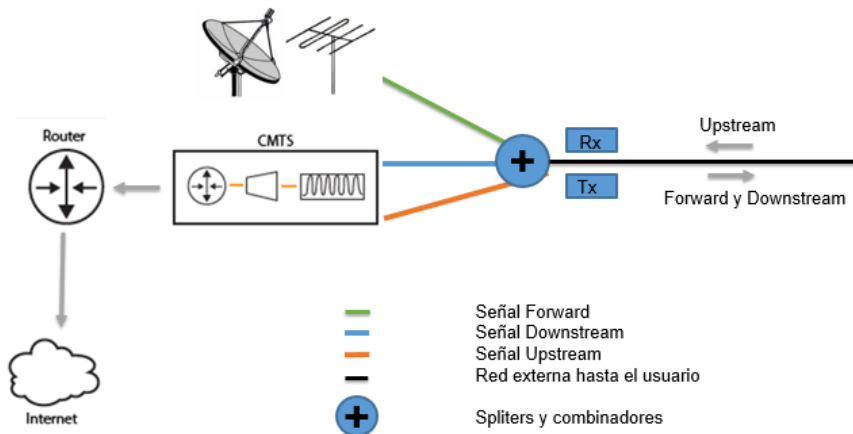 Router
CMTS
Rx
Tx
Upstream
Forward y Downstream
Internet
Señal Forward
Señal Downstream
Señal Upstream
Red externa hasta el usuario
Spliters y combinadores